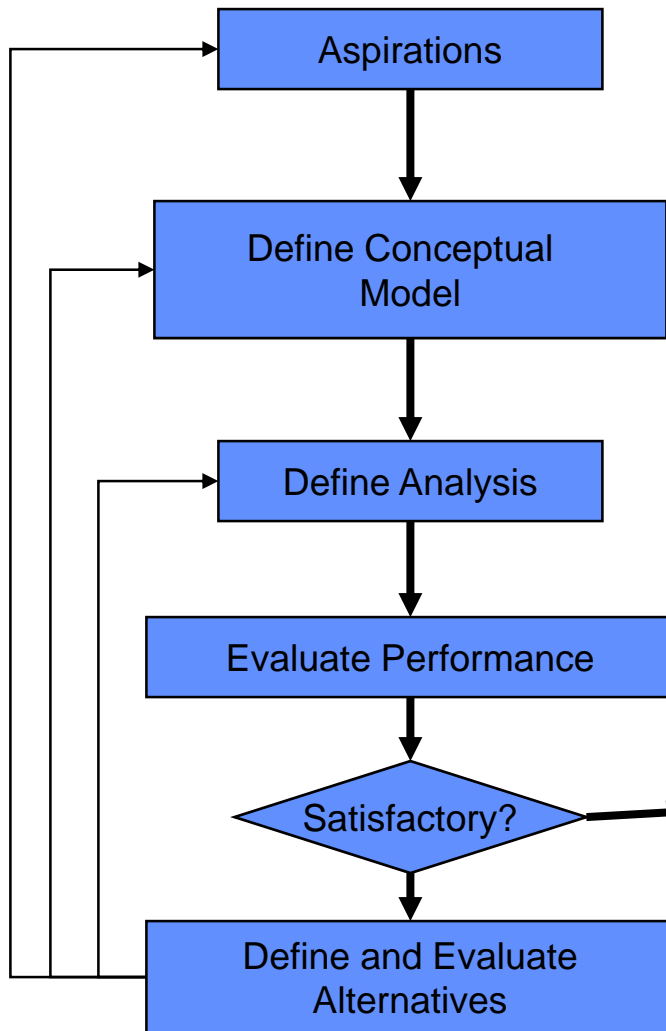 Aspirations
Define Conceptual
Model
Define Analysis
Evaluate Performance
Satisfactory?
Define and Evaluate
Alternatives